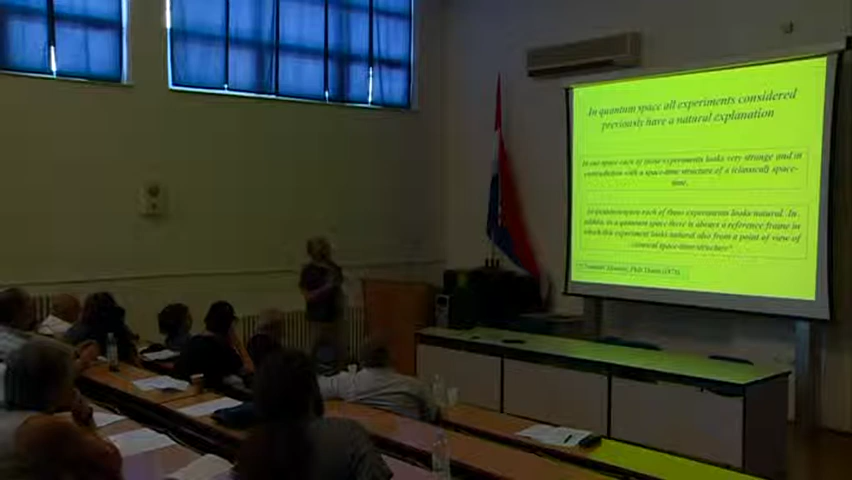 In quantum space all experiments considered
previously have a natural explanation
In our space each of these experiments looks very strange and in
contradiction with a space-time structure of a (classical) space-
time.
In quantum space each of these experiments looks natural. In
addition, in a quantum space there is always a reference frame in
which this experiment looks natural also from a point of view of
classical space-time structure*
PhD Thesis (1976)